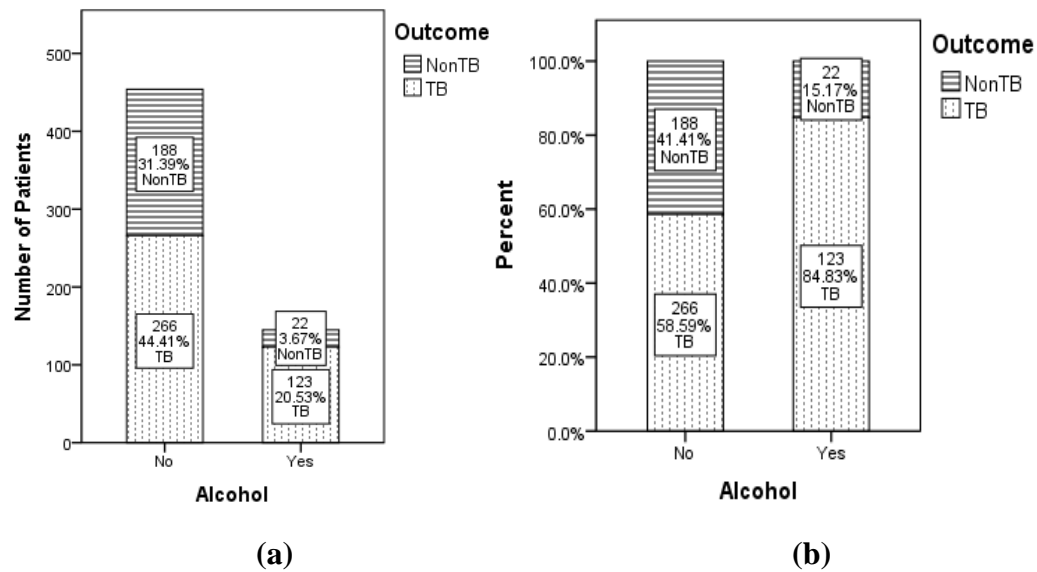 Outcome
NonTB
TB
Number of Patients
500
400
300
200
100
0
188
31.39%
NonTB
266
44.41%
TB
22
3.67%
NonTB
123
20.53%
TB
No
Yes
Alcohol
(a)
Outcome
NonTB
TB
Percent
100.0%
80.0%
60.0%
40.0%
20.0%
0.0%
188
41.41%
NonTB
266
58.59%
TB
22
15.17%
NonTB
123
84.83%
TB
No
Yes
Alcohol
(b)